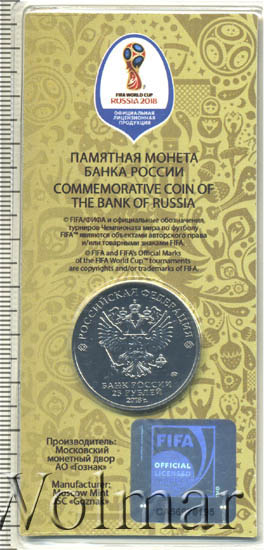 FIFA WORLD CUP
RUSSIA 2018
ОФИЦИАЛЬНАЯ
ЛИЦЕНЗИОННАЯ
ПРОДУКЦИЯ
ПАМЯТНАЯ МОНЕТА
БАНКА РОССИИ
COMMEMORATIVE COIN OF
THE BANK OF RUSSIA
© FIFA/ФИФА и официальные обозначения
турниров Чемпионата мира по футболу
FIFA™ являются объектами авторского права
и/или товарными знаками FIFA.
® FIFA and FIFA's Official Marks
of the FIFA World Cup™ tournaments
are copyrights and/or trademarks of FIFA.
РОССИЙСКАЯ ФЕДЕРАЦИЯ
БАНК РОССИИ
25 РУБЛЕЙ
2018 г.
Производитель:
Московский
монетный двор
АО «Гознак»
Manufacturer:
Moscow Mint
JSC «Goznak»
FIFA
OFFICIAL
LICENSED
Wolmar